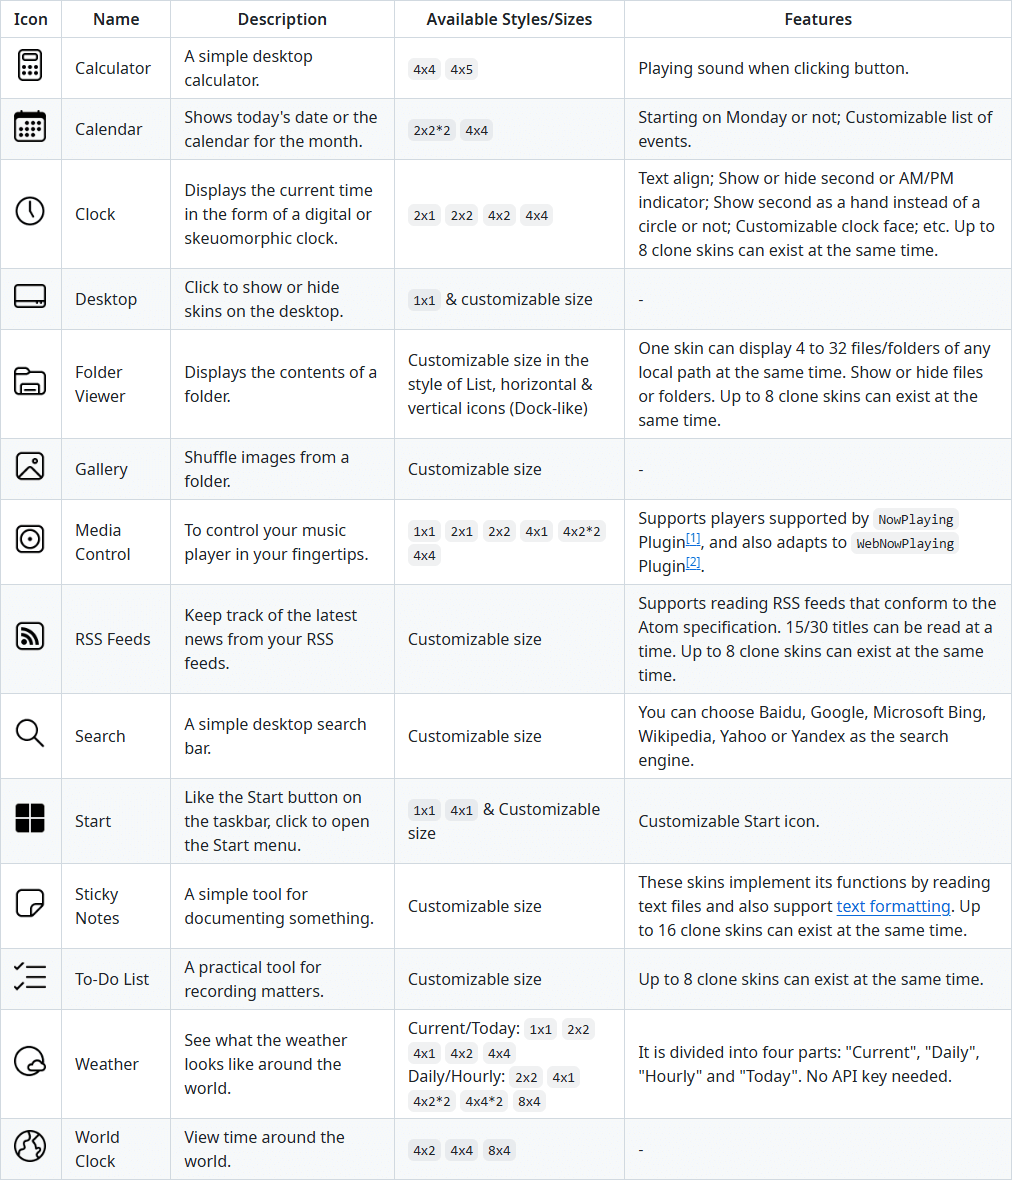 Icon Name Description Available Styles/Sizes Features
Calculator
A simple desktop
calculator.
4x4 4x5
Playing sound when clicking button.
Calendar
Shows today's date or the
calendar for the month.
2x2*2 4x4
Starting on Monday or not; Customizable list of
events.
Clock
Displays the current time
in the form of a digital or
skeuomorphic clock.
2x1 2x2 4x2 4x4
Text align; Show or hide second or AM/PM
indicator; Show second as a hand instead of a
circle or not; Customizable clock face; etc. Up to
8 clone skins can exist at the same time.
Desktop
Click to show or hide
skins on the desktop.
1x1 & customizable size
-
Folder
Viewer
Displays the contents of a
folder.
Customizable size in the
style of List, horizontal &
vertical icons (Dock-like)
One skin can display 4 to 32 files/folders of any
local path at the same time. Show or hide files
or folders. Up to 8 clone skins can exist at the
same time.
Gallery
Shuffle images from a
folder.
Customizable size
-
Media
Control
To control your music
player in your fingertips.
1x1 2x1 2x2 4x1 4x2*2
4x4
Supports players supported by NowPlaying
Plugin[1], and also adapts to WebNowPlaying
Plugin[2].
RSS Feeds
Keep track of the latest
news from your RSS
feeds.
Customizable size
Supports reading RSS feeds that conform to the
Atom specification. 15/30 titles can be read at a
time. Up to 8 clone skins can exist at the same
time.
Search
A simple desktop search
bar.
Customizable size
You can choose Baidu, Google, Microsoft Bing,
Wikipedia, Yahoo or Yandex as the search
engine.
Start
Like the Start button on
the taskbar, click to open
the Start menu.
1x1 4x1 & Customizable
size
Customizable Start icon.
Sticky
Notes
A simple tool for
documenting something.
Customizable size
These skins implement its functions by reading
text files and also support text formatting. Up
to 16 clone skins can exist at the same time.
To-Do List
A practical tool for
recording matters.
Customizable size
Up to 8 clone skins can exist at the same time.
Weather
See what the weather
looks like around the
world.
Current/Today: 1x1 2x2
4x1 4x2 4x4
Daily/Hourly: 2x2 4x1
4x2*2 4x4*2 8x4
It is divided into four parts: "Current", "Daily",
"Hourly" and "Today". No API key needed.
World
Clock
View time around the
world.
4x2 4x4 8x4
-